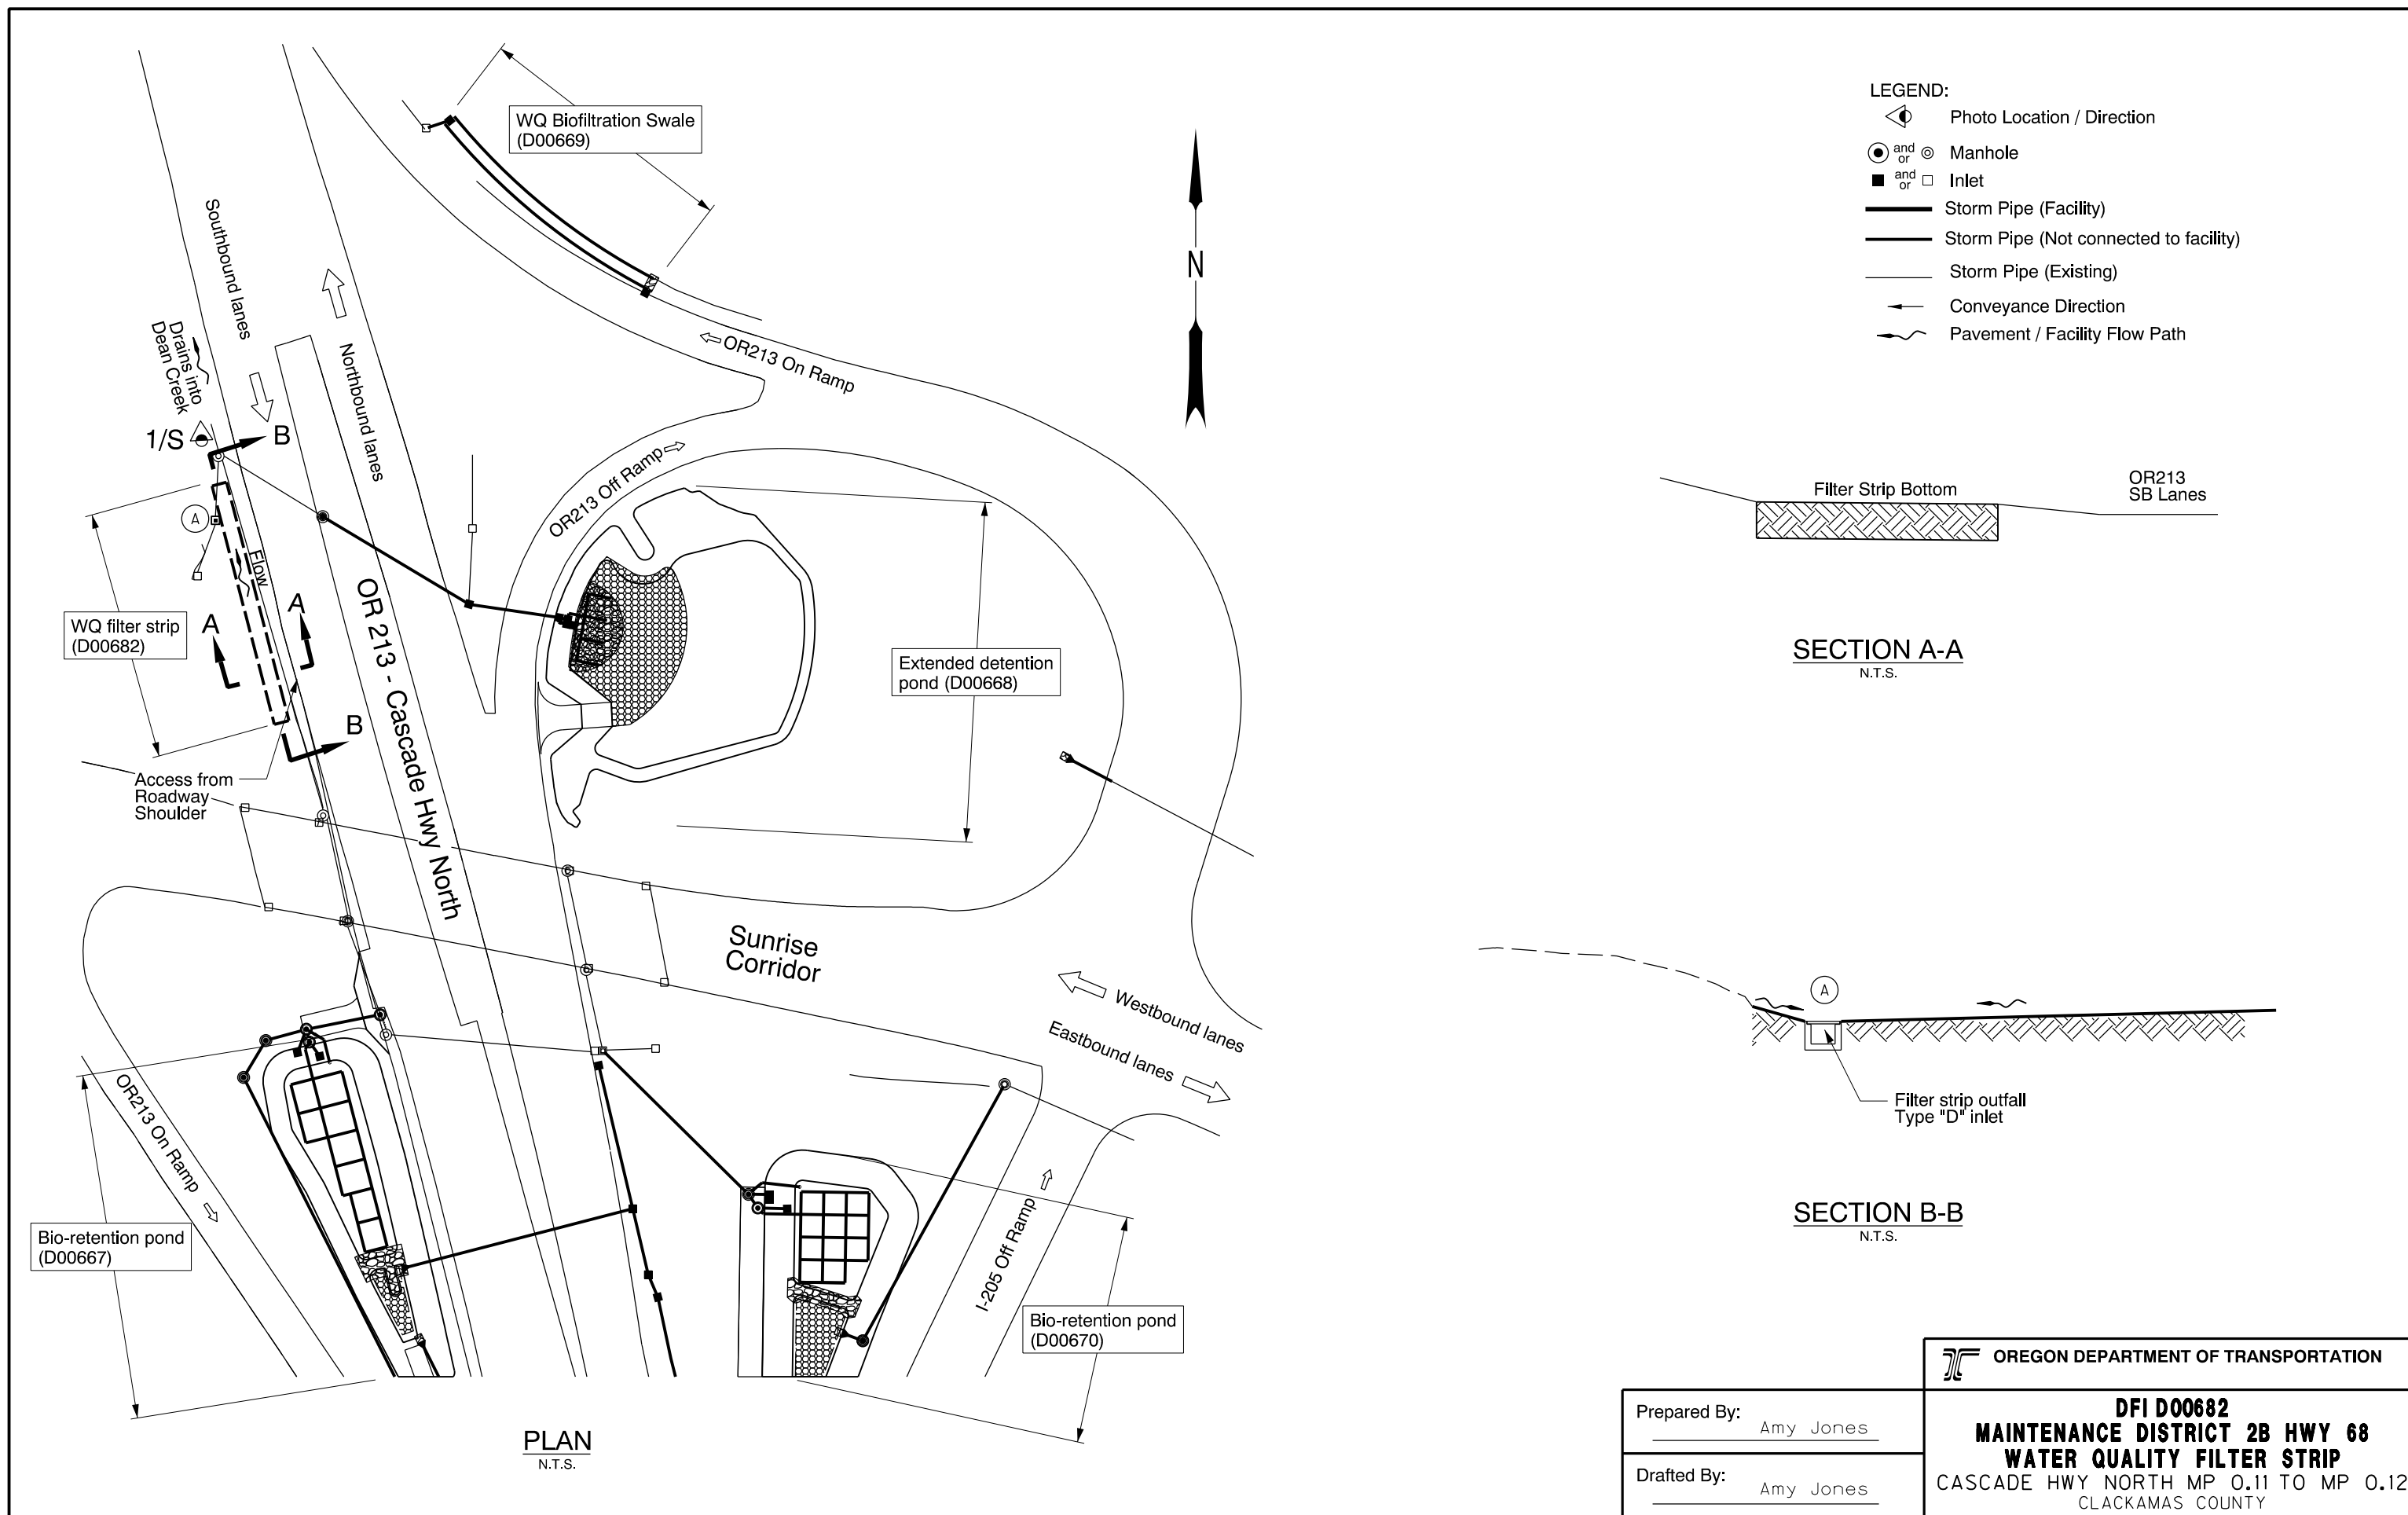 WQ Biofiltration Swale
(D00669)
Southbound lanes
Northbound lanes
Drains into
Dean Creek
1/S
B
A
Flow
A
A
B
WQ filter strip
(D00682)
Access from
Roadway
Shoulder
OR 213 - Cascade Hwy North
OR213 On Ramp
OR213 Off Ramp
Extended detention
pond (D00668)
N
Sunrise
Corridor
Westbound lanes
Eastbound lanes
OR213 On Ramp
Bio-retention pond
(D00667)
I-205 Off Ramp
Bio-retention pond
(D00670)
PLAN
N.T.S.
LEGEND:
Photo Location / Direction
and
or
Manhole
and
or
Inlet
Storm Pipe (Facility)
Storm Pipe (Not connected to facility)
Storm Pipe (Existing)
Conveyance Direction
Pavement / Facility Flow Path
Filter Strip Bottom
OR213
SB Lanes
SECTION A-A
N.T.S.
A
Filter strip outfall
Type "D" inlet
SECTION B-B
N.T.S.
OREGON DEPARTMENT OF TRANSPORTATION
Prepared By:
Amy Jones
Drafted By:
Amy Jones
DFI D00682
MAINTENANCE DISTRICT 2B HWY 68
WATER QUALITY FILTER STRIP
CASCADE HWY NORTH MP 0.11 TO MP 0.12
CLACKAMAS COUNTY